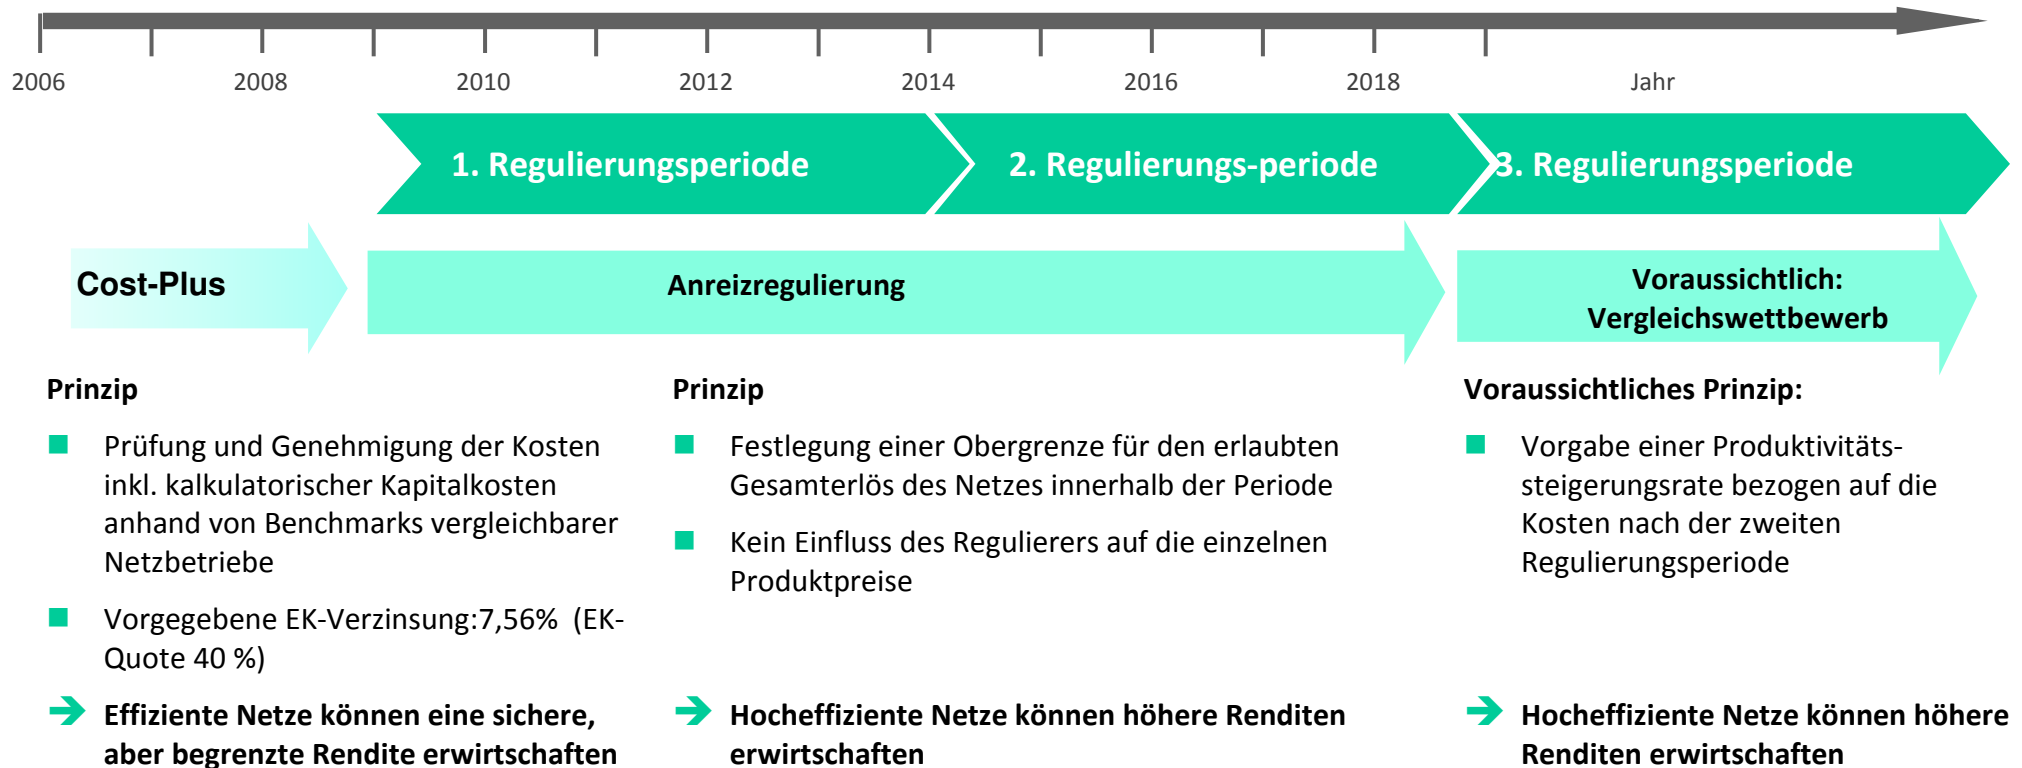 2006 2008 2010 2012 2014 2016 2018 Jahr
1. Regulierungsperiode 2. Regulierungs-periode 3. Regulierungsperiode
Cost-Plus
Anreizregulierung
Voraussichtlich:
Vergleichswettbewerb
Prinzip
Prüfung und Genehmigung der Kosten
inkl. kalkulatorischer Kapitalkosten
anhand von Benchmarks vergleichbarer
Netzbetriebe
Vorgegebene EK-Verzinsung:7,56% (EK-
Quote 40 %)
Effiziente Netze können eine sichere,
aber begrenzte Rendite erwirtschaften
Prinzip
Festlegung einer Obergrenze für den erlaubten
Gesamterlös des Netzes innerhalb der Periode
Kein Einfluss des Regulierers auf die einzelnen
Produktpreise
Hocheffiziente Netze können höhere Renditen
erwirtschaften
Voraussichtliches Prinzip:
Vorgabe einer Produktivitäts-
steigerungsrate bezogen auf die
Kosten nach der zweiten
Regulierungsperiode
Hocheffiziente Netze können höhere
Renditen erwirtschaften